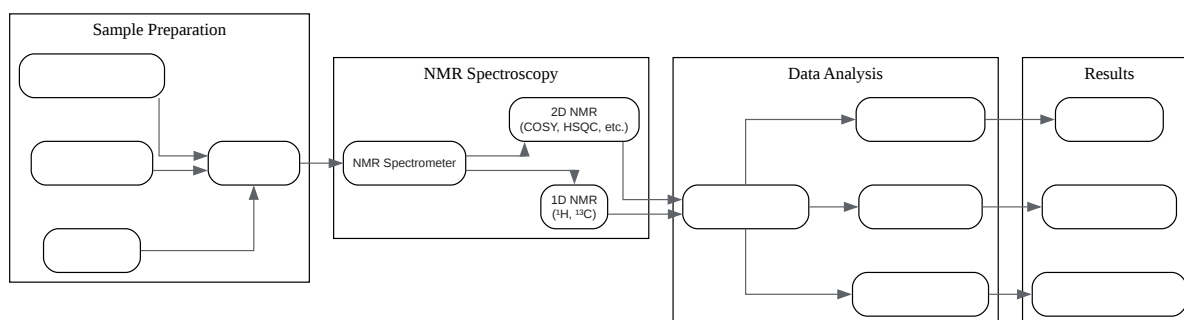 Sample Preparation
NMR Spectroscopy
Data Analysis
Results
2D NMR
(COSY, HSQC, etc.)
NMR Spectrometer
1D NMR
(¹H, ¹³C)